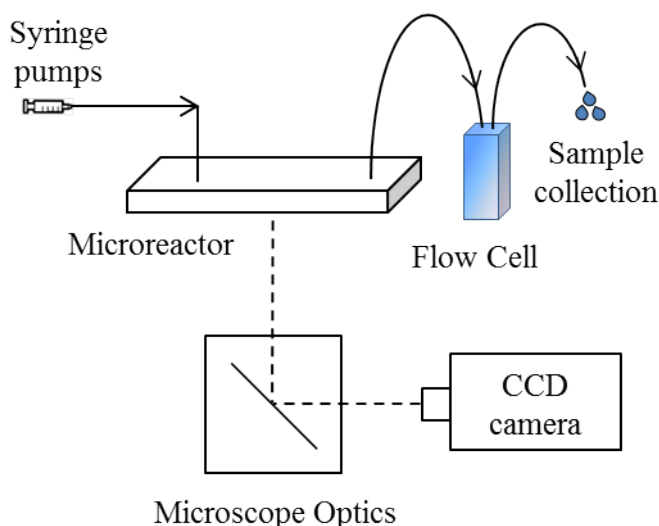 Syringe
pumps
Sample
collection
Microreactor
Flow Cell
CCD
camera
Microscope Optics